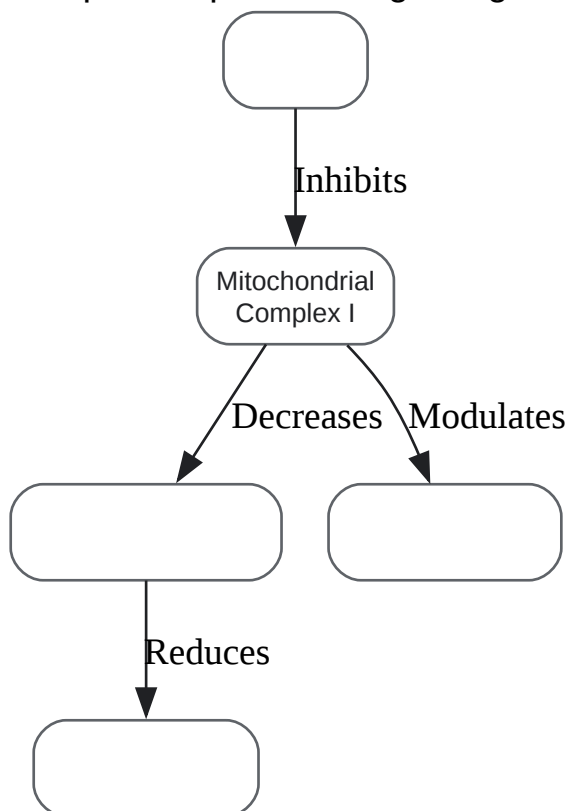 Inhibits
Mitochondrial
Complex I
Decreases
Modulates
Reduces